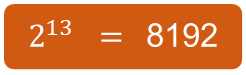 2¹³ = 8192